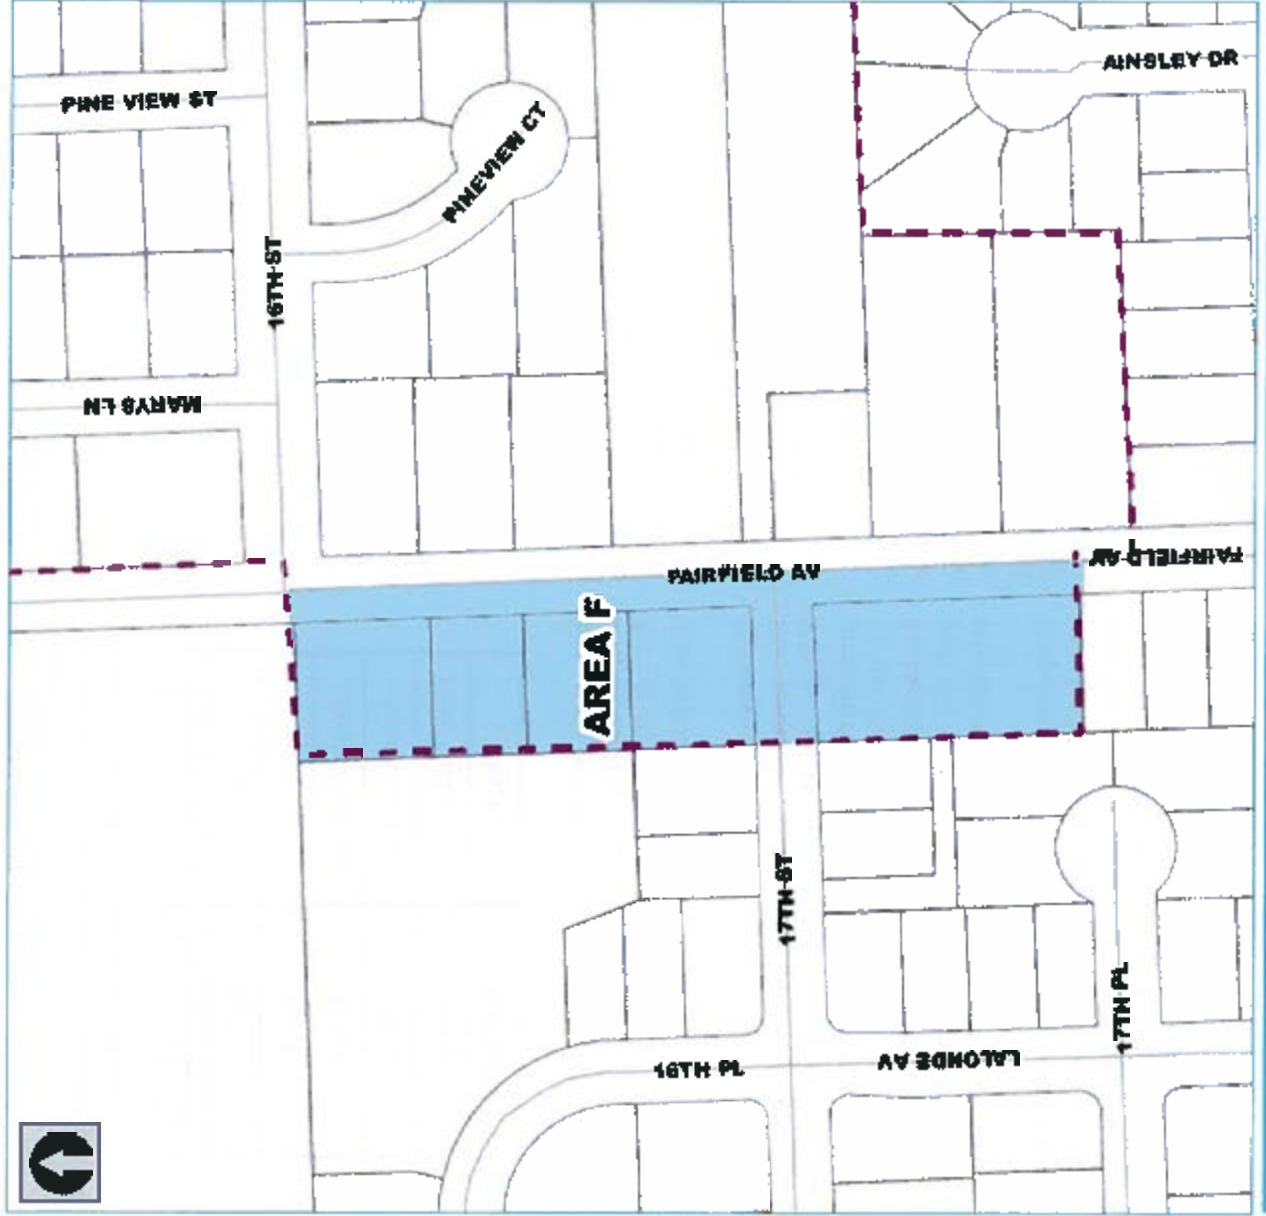 AINSLEY DR
PINE VIEW ST
PINEVIEW CT
16TH ST
MARYS LN
FAIRFIELD AV
FAIRFIELD AV
AREA F
17TH ST
17TH PL
16TH PL
LALONDE AV